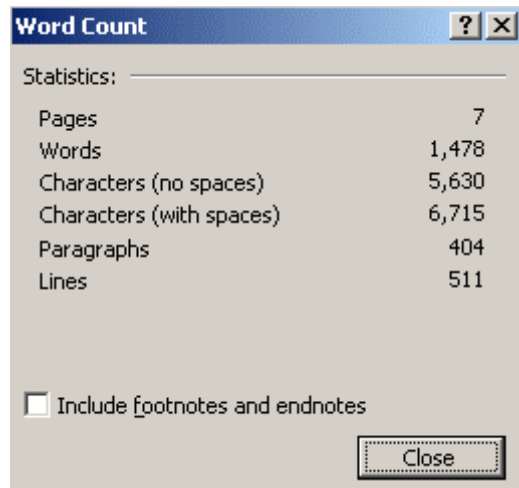 Word Count
Statistics:
Pages 7
Words 1,478
Characters (no spaces) 5,630
Characters (with spaces) 6,715
Paragraphs 404
Lines 511
Include footnotes and endnotes
Close